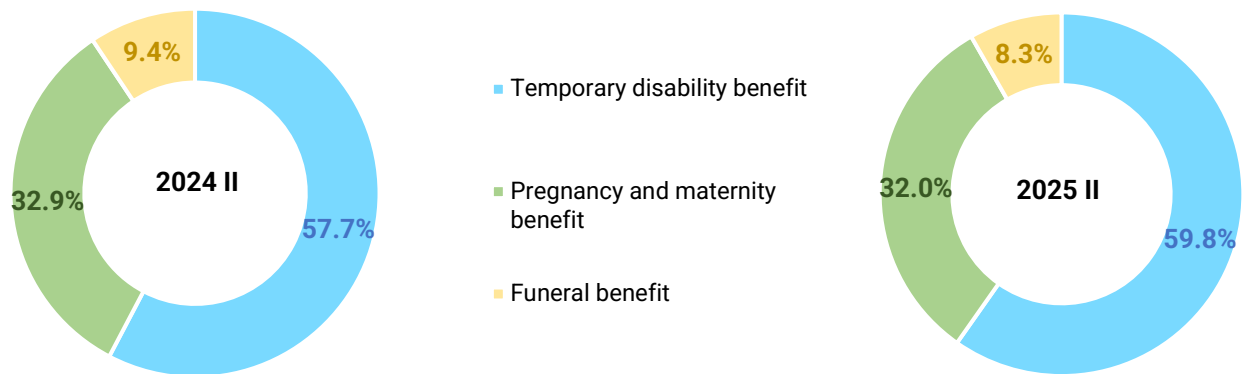 9.4%
32.9%
2024 II
57.7%
Temporary disability benefit
Pregnancy and maternity
benefit
Funeral benefit
8.3%
32.0%
2025 II
59.8%